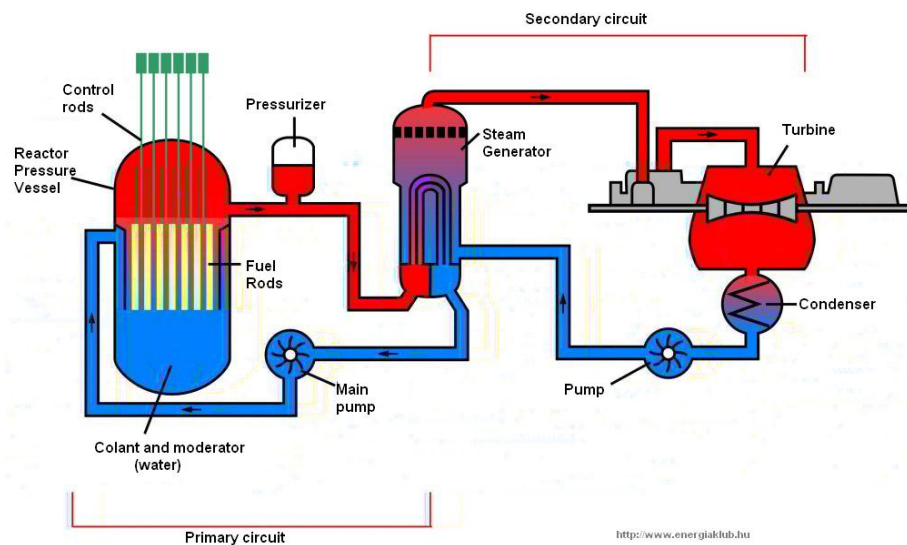 Secondary circuit
Control
rods
Pressurizer
Steam
Generator
Turbine
Reactor
Pressure
Vessel
Fuel
Rods
Condenser
Main
pump
Pump
Colant and moderator
(water)
Primary circuit
http://www.energiaklub.hu